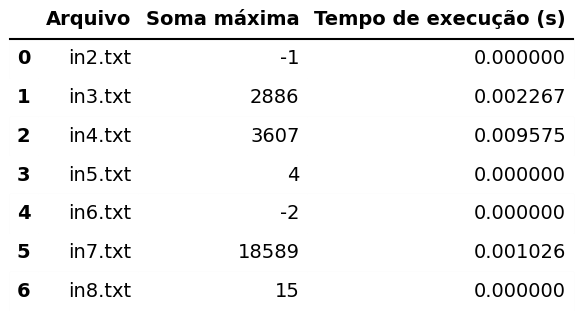 Arquivo Soma máxima Tempo de execução (s)
0 in2.txt -1 0.000000
1 in3.txt 2886 0.002267
2 in4.txt 3607 0.009575
3 in5.txt 4 0.000000
4 in6.txt -2 0.000000
5 in7.txt 18589 0.001026
6 in8.txt 15 0.000000